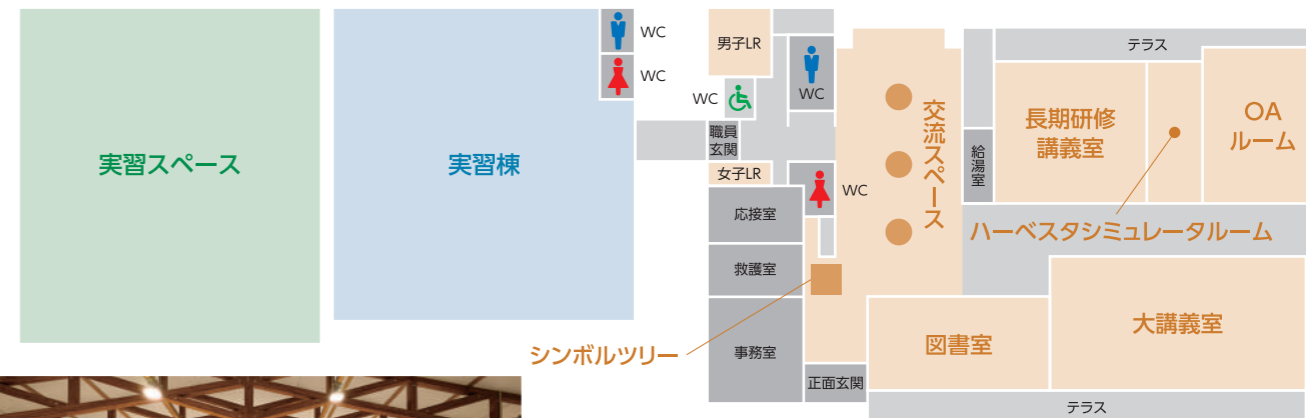 実習スペース
実習棟
WC
WC
男子LR
WC
WC
職員
玄関
女子LR
WC
応接室
救護室
事務室
シンボルツリー
正面玄関
交流スペース
給湯室
テラス
長期研修
講義室
OA
ルーム
ハーベスタシミュレータルーム
大講義室
図書室
テラス